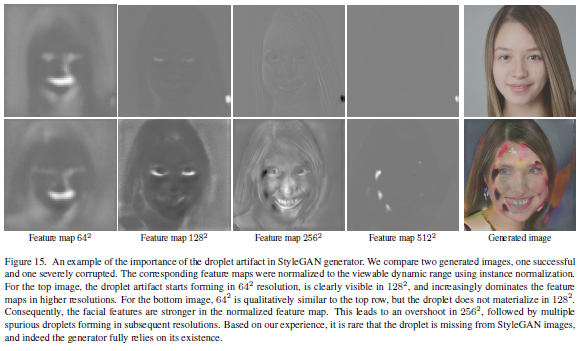 Feature map 64² Feature map 128² Feature map 256² Feature map 512² Generated image
Figure 15. An example of the importance of the droplet artifact in StyleGAN generator. We compare two generated images, one successful
and one severely corrupted. The corresponding feature maps were normalized to the viewable dynamic range using instance normalization.
For the top image, the droplet artifact starts forming in 64² resolution, is clearly visible in 128², and increasingly dominates the feature
maps in higher resolutions. For the bottom image, 64² is qualitatively similar to the top row, but the droplet does not materialize in 128².
Consequently, the facial features are stronger in the normalized feature map. This leads to an overshoot in 256², followed by multiple
spurious droplets forming in subsequent resolutions. Based on our experience, it is rare that the droplet is missing from StyleGAN images,
and indeed the generator fully relies on its existence.